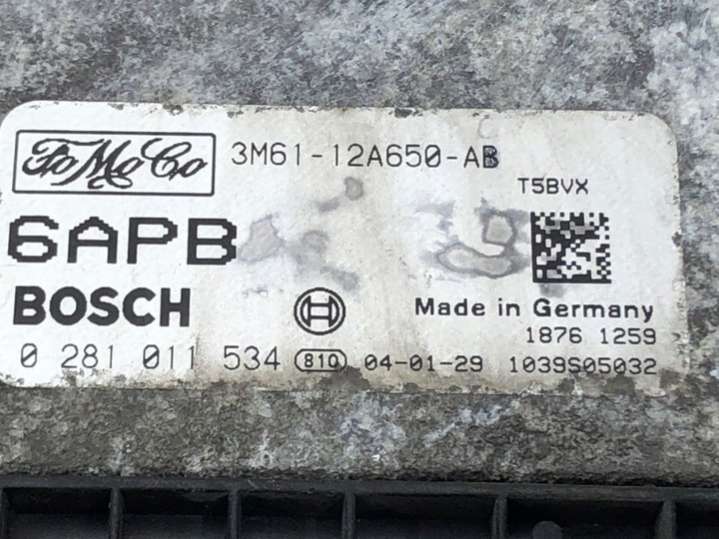 FoMoCo 3M61-12A650-AB
T5BVX
6APB
BOSCH
Made in Germany
1876 1259
0 281 011 534 810 04-01-29 1039S05032